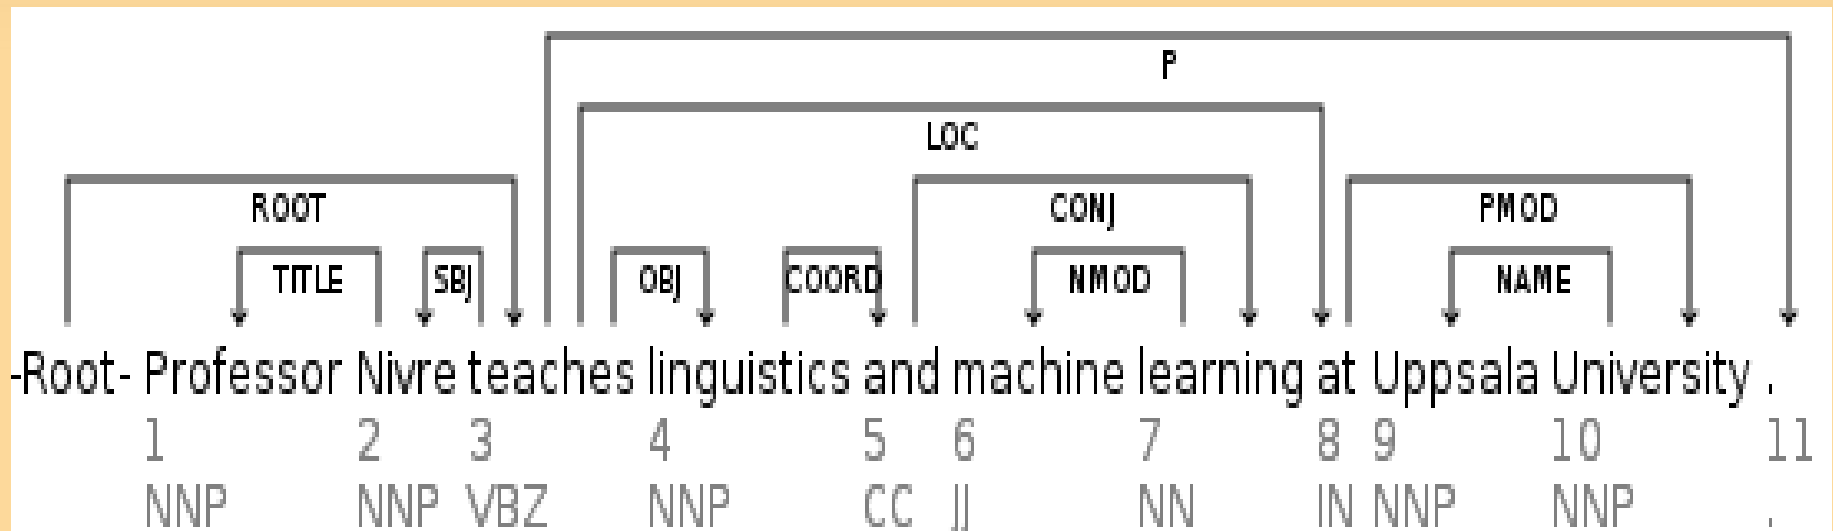 P
LOC
ROOT CONJ PMOD
TITLE SBJ OBJ COORD NMOD NAME
-Root- Professor Nivre teaches linguistics and machine learning at Uppsala University .
1 2 3 4 5 6 7 8 9 10 11
NNP NNP VBZ NNP CC JJ NN IN NNP NNP .